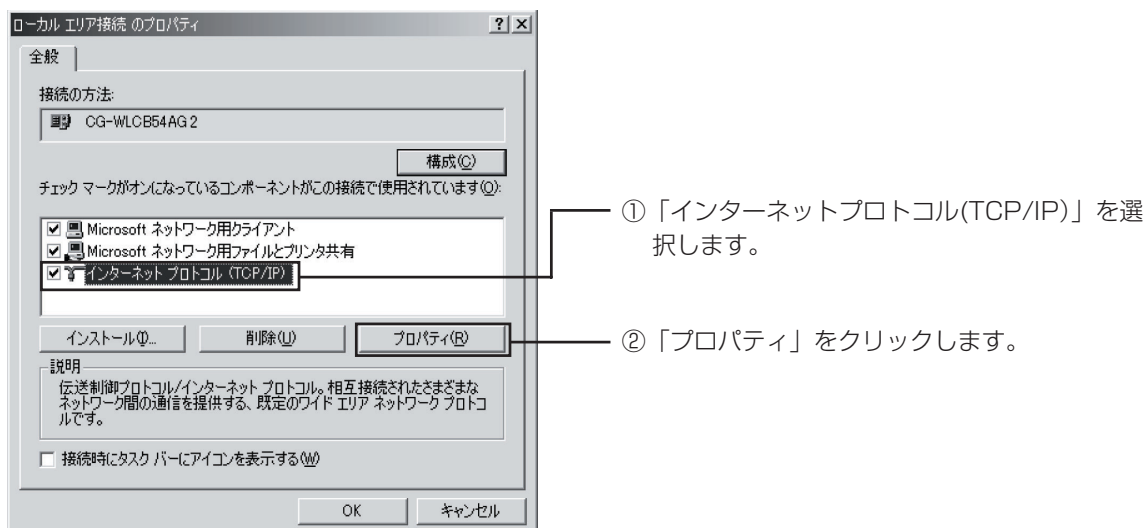 ローカル エリア接続 のプロパティ
? ×
全般
接続の方法:
CG-WLCB54AG2
構成(C)
チェック マークがオンになっているコンポーネントがこの接続で使用されています(O):
Microsoft ネットワーク用クライアント
Microsoft ネットワーク用ファイルとプリンタ共有
インターネット プロトコル (TCP/IP)
インストール(I)...
削除(U)
プロパティ(R)
説明
伝送制御プロトコル/インターネット プロトコル。相互接続されたさまざまな
ネットワーク間の通信を提供する、既定のワイド エリア ネットワーク プロトコ
ルです。
接続時にタスク バーにアイコンを表示する(W)
OK
キャンセル
①「インターネットプロトコル(TCP/IP)」を選
択します。
②「プロパティ」をクリックします。